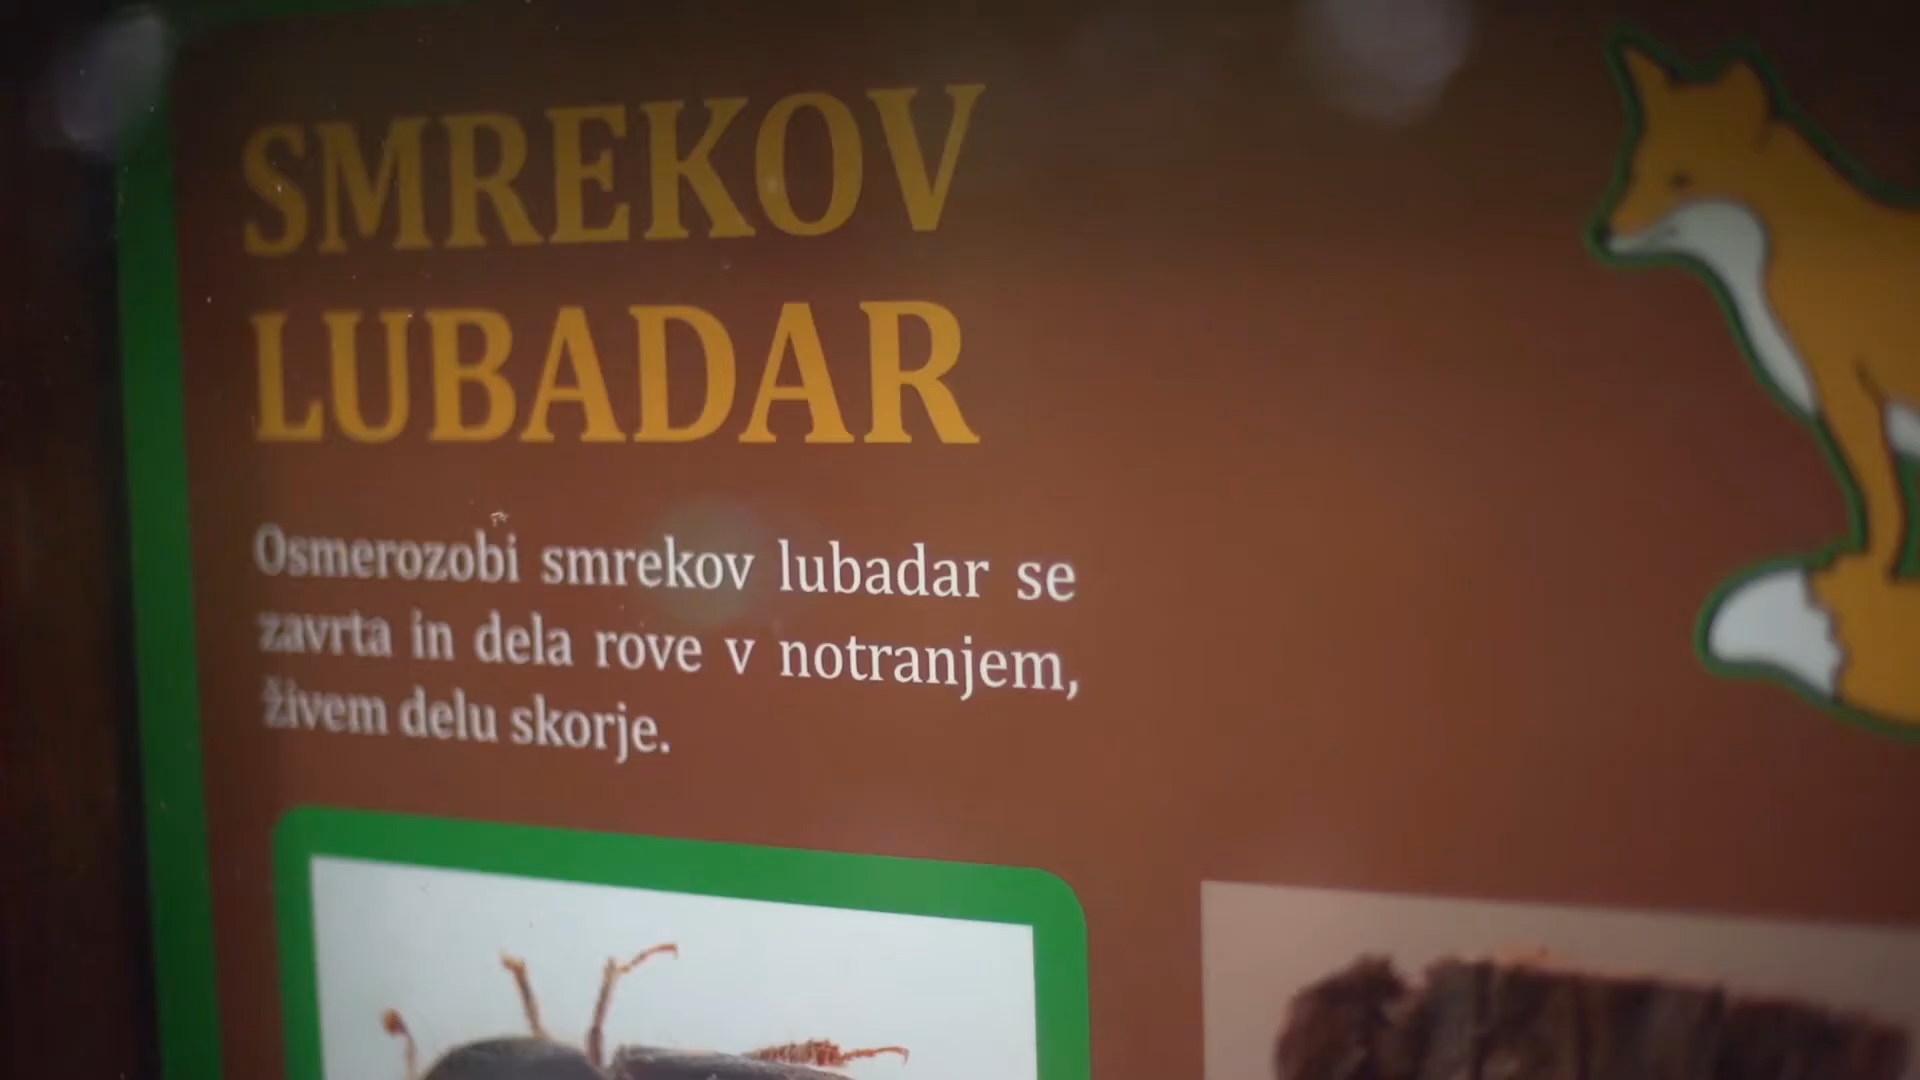 SMREKOV
LUBADAR
Osmerozobi smrekov lubadar se
zavrta in dela rove v notranjem,
živem delu skorje.